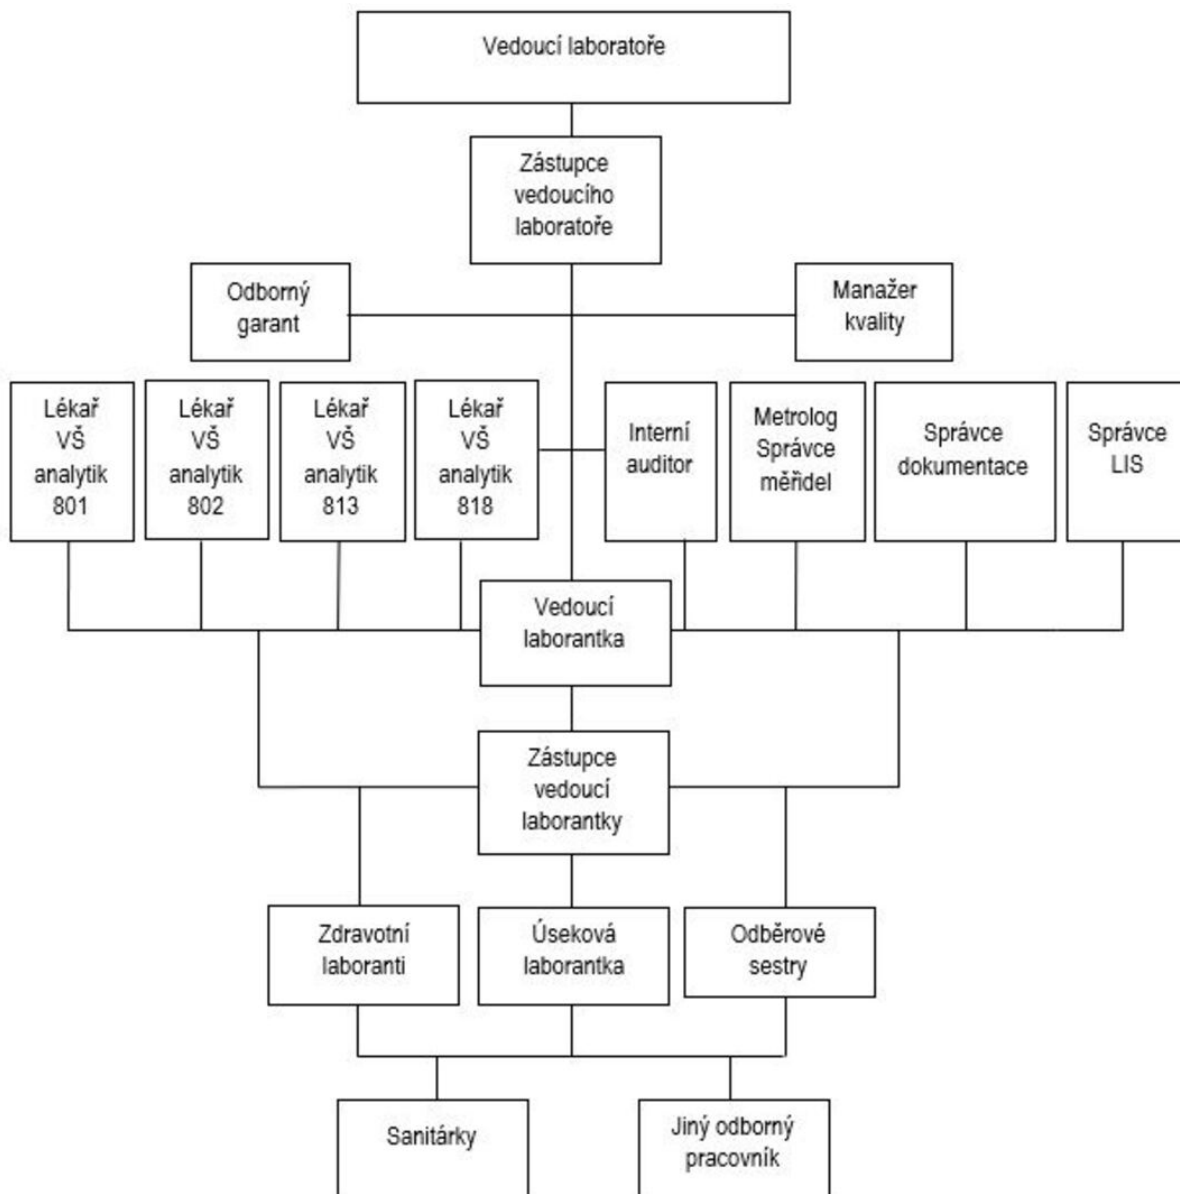 Vedoucí laboratoře
Zástupce
vedoucího
laboratoře
Odborný
garant
Manažer
kvality
Lékař
VŠ
analytik
801
Lékař
VŠ
analytik
802
Lékař
VŠ
analytik
813
Lékař
VŠ
analytik
818
Interní
auditor
Metrolog
Správce
měřidel
Správce
dokumentace
Správce
LIS
Vedoucí
laborantka
Zástupce
vedoucí
laborantky
Zdravotní
laboranti
Úseková
laborantka
Odběrové
sestry
Sanitárky
Jiný odborný
pracovník